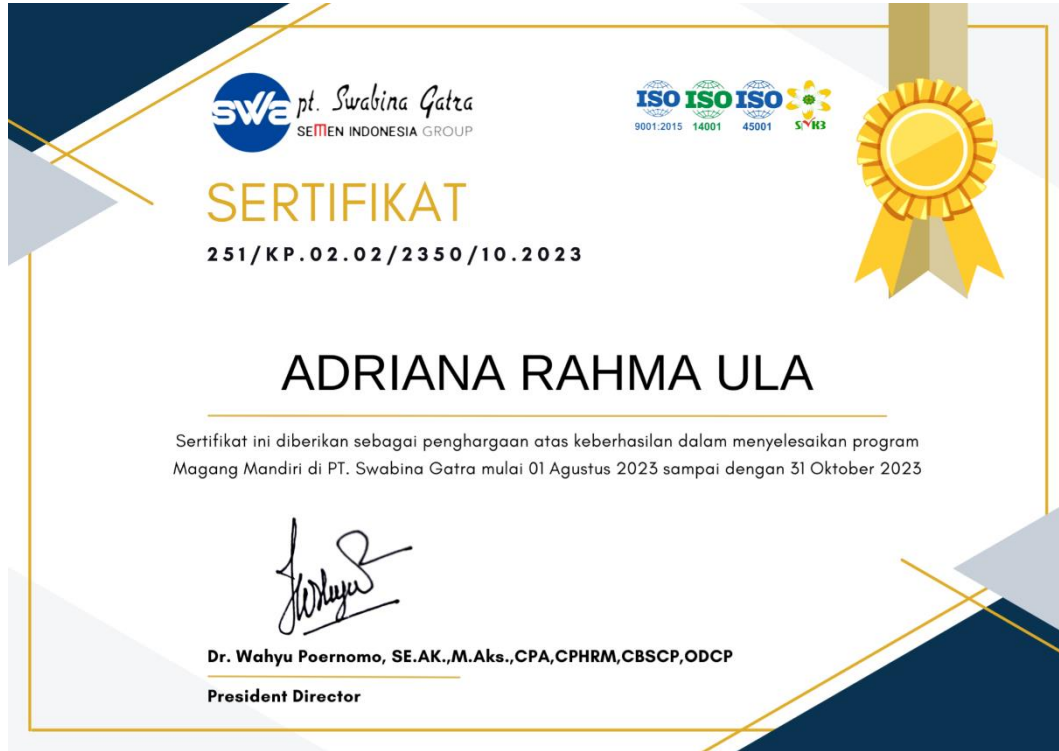 swa pt. Swabina Gatra
SEMEN INDONESIA GROUP
ISO ISO ISO
9001:2015 14001 45001 SMK3
SERTIFIKAT
251/KP.02.02/2350/10.2023
ADRIANA RAHMA ULA
Sertifikat ini diberikan sebagai penghargaan atas keberhasilan dalam menyelesaikan program
Magang Mandiri di PT. Swabina Gatra mulai 01 Agustus 2023 sampai dengan 31 Oktober 2023
Dr. Wahyu Poernomo, SE.AK.,M.Aks.,CPA,CPHRM,CBSCP,ODCP
President Director